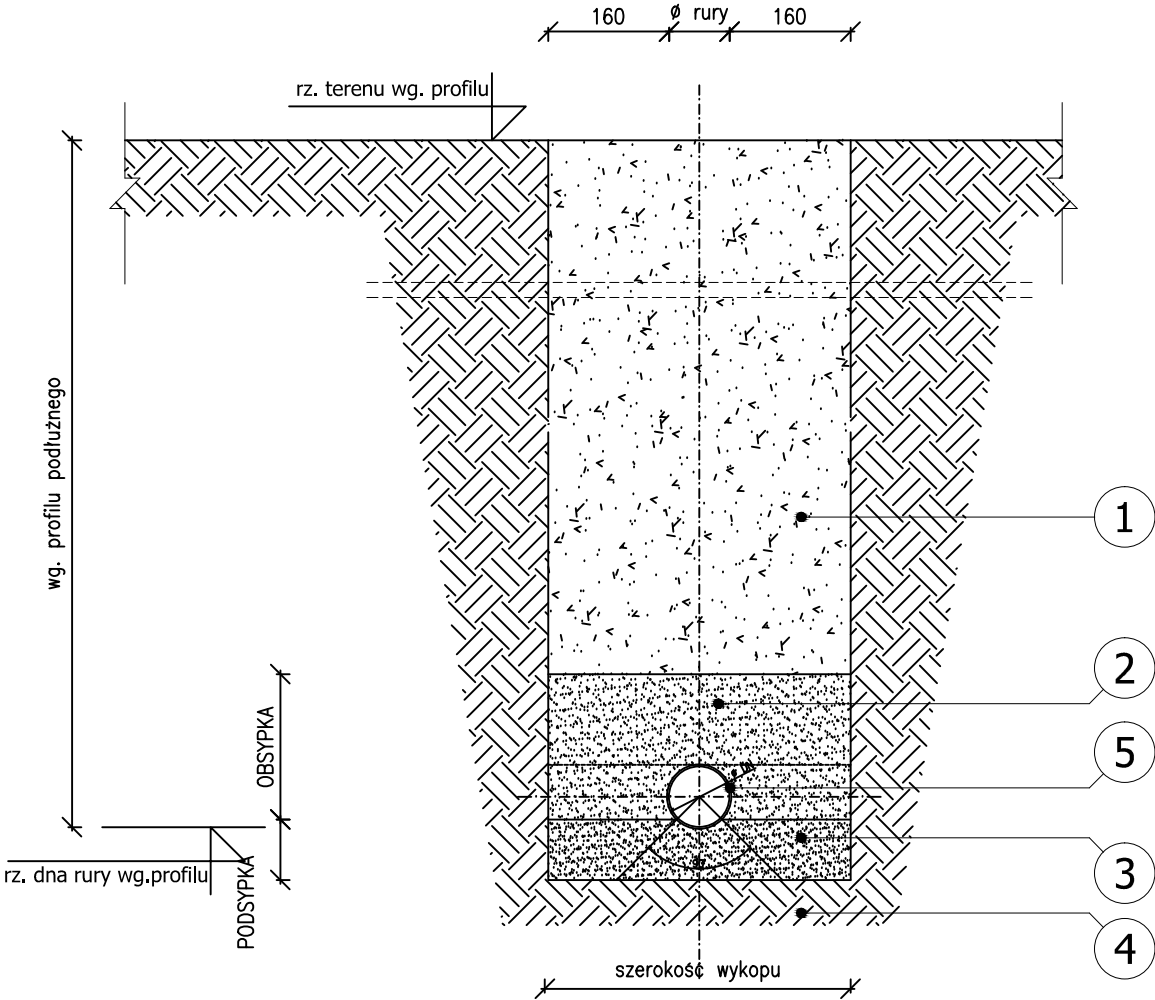 160
ø rury
160
rz. terenu wg. profilu
wg. profilu podłużnego
1
2
OBSYPKA
5
3
rz. dna rury wg.profilu
PODSYPKA
4
szerokość wykopu